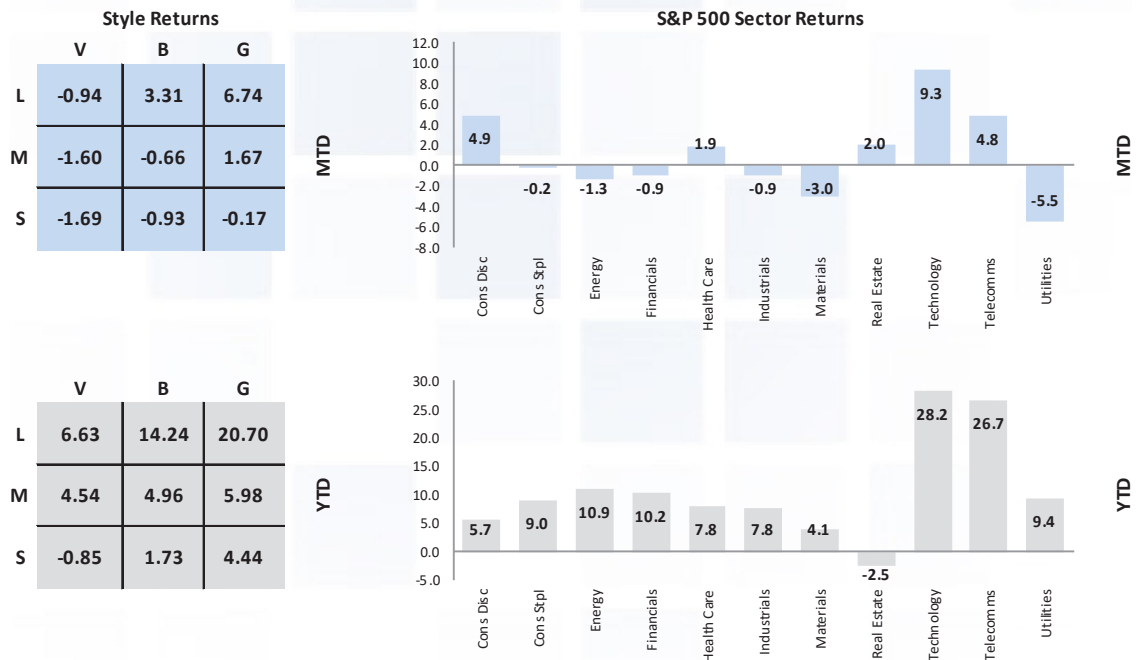 Style Returns
V B G
L -0.94 3.31 6.74
M -1.60 -0.66 1.67
S -1.69 -0.93 -0.17
MTD
S&P 500 Sector Returns
12.0
10.0
8.0
6.0
4.0
2.0
0.0
-2.0
-4.0
-6.0
-8.0
4.9
-0.2
-1.3
-0.9
1.9
-0.9
-3.0
2.0
9.3
4.8
-5.5
Cons Disc
Cons Stpl
Energy
Financials
Health Care
Industrials
Materials
Real Estate
Technology
Telecomms
Utilities
MTD
V B G
L 6.63 14.24 20.70
M 4.54 4.96 5.98
S -0.85 1.73 4.44
YTD
30.0
25.0
20.0
15.0
10.0
5.0
0.0
-5.0
5.7
9.0
10.9
10.2
7.8
7.8
4.1
-2.5
28.2
26.7
9.4
Cons Disc
Cons Stpl
Energy
Financials
Health Care
Industrials
Materials
Real Estate
Technology
Telecomms
Utilities
YTD